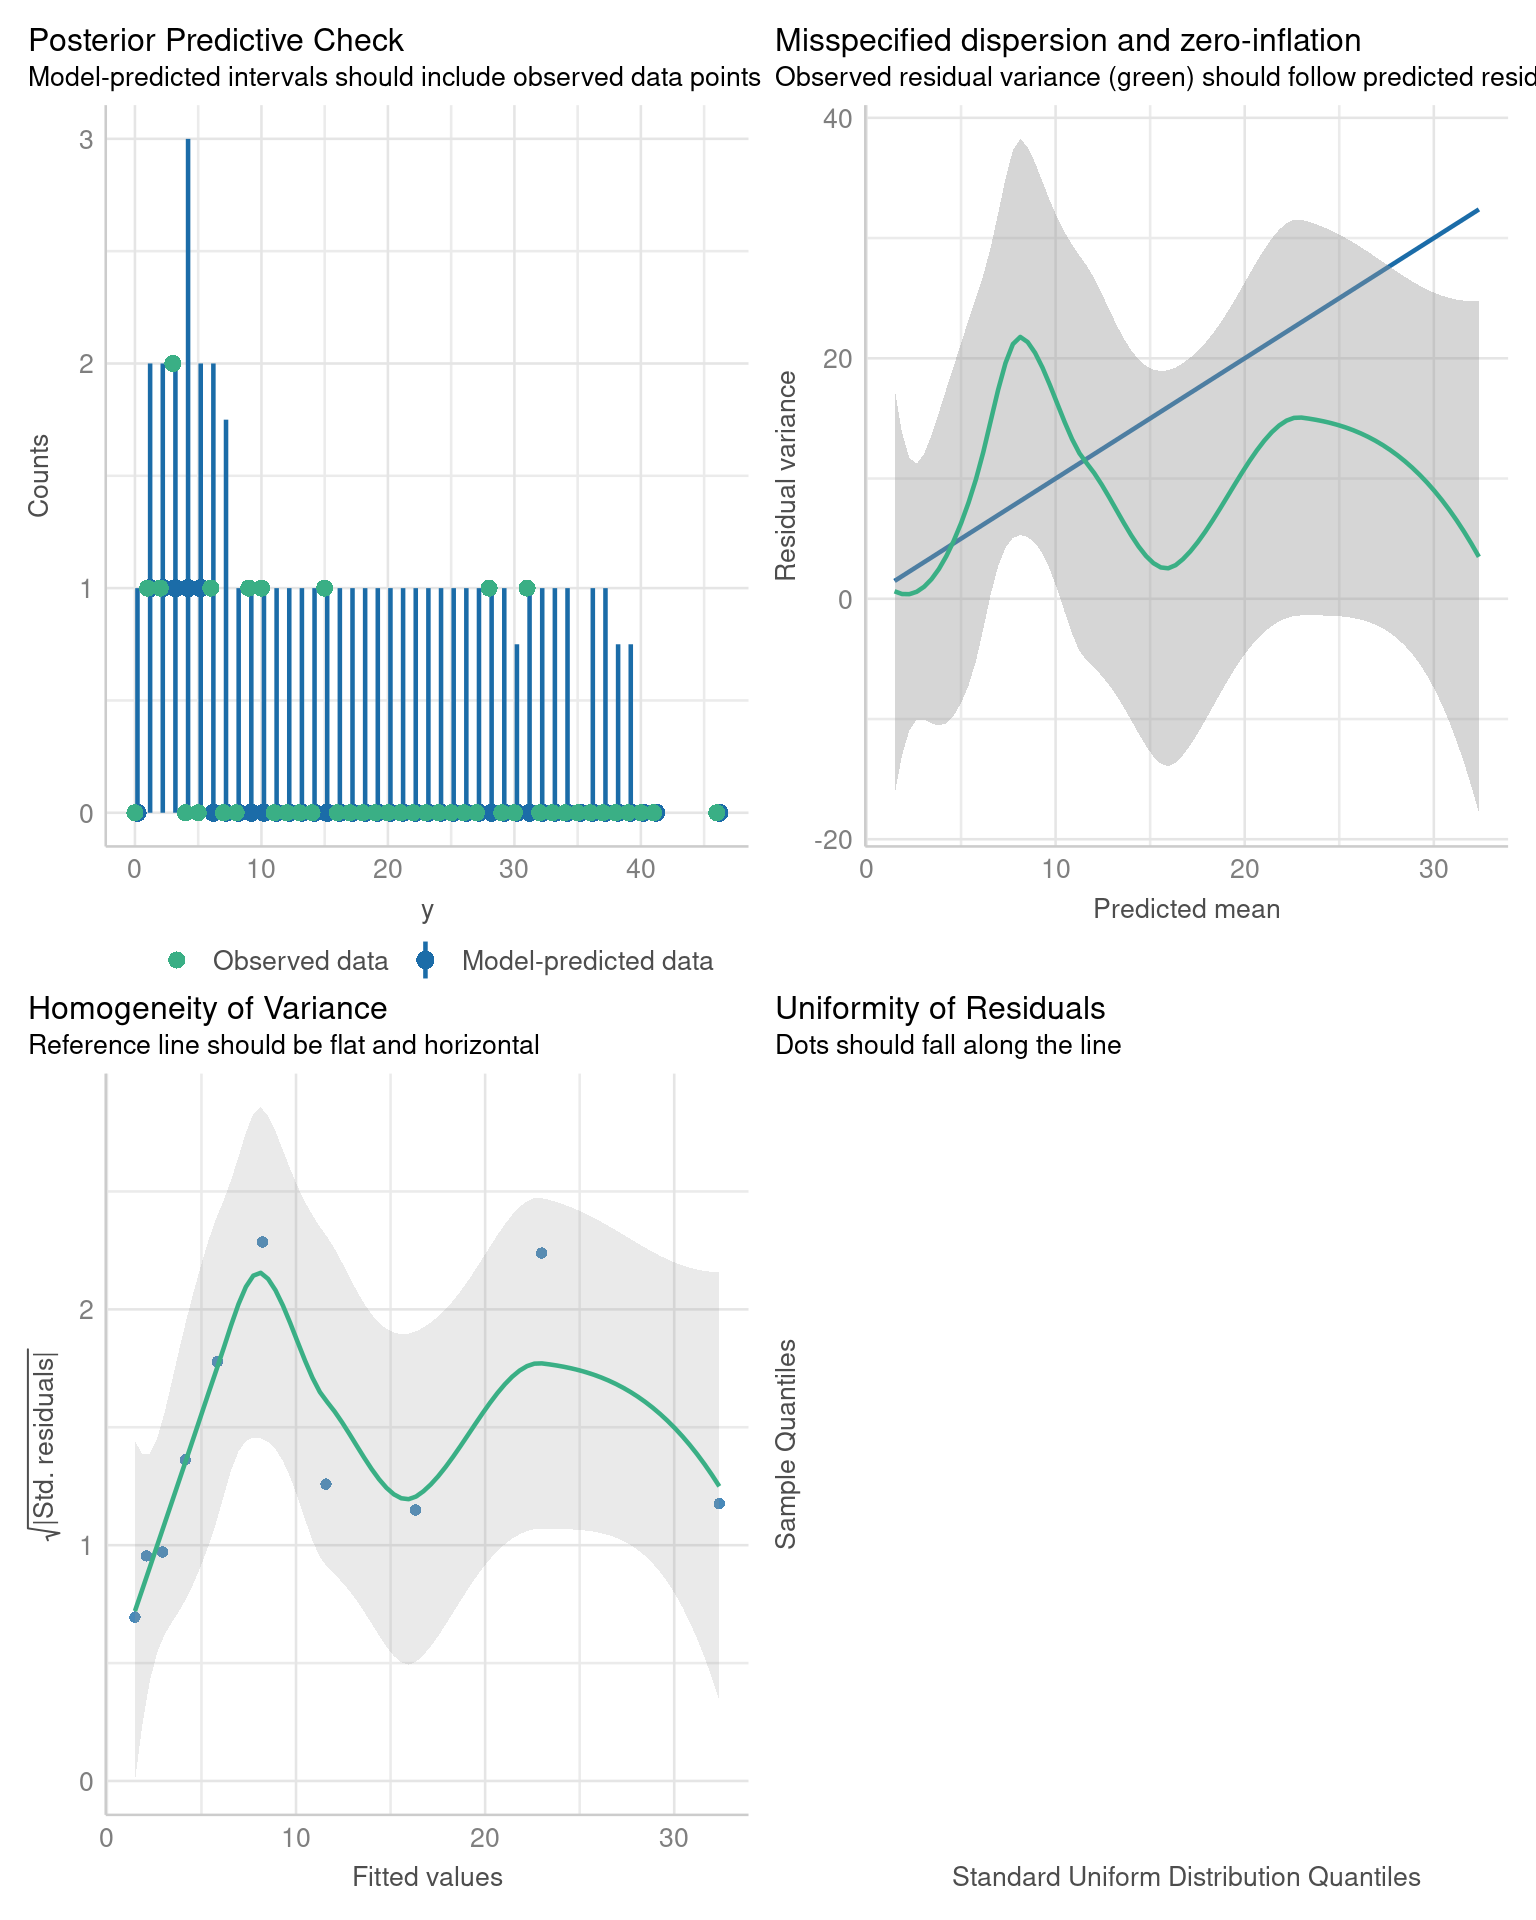 Posterior Predictive Check
Model-predicted intervals should include observed data points
3
2
1
0
Counts
0 10 20 30 40
y
Observed data Model-predicted data
Misspecified dispersion and zero-inflation
Observed residual variance (green) should follow predicted resid
40
20
0
-20
Residual variance
0 10 20 30
Predicted mean
Homogeneity of Variance
Reference line should be flat and horizontal
2
1
0
√|Std. residuals|
0 10 20 30
Fitted values
Uniformity of Residuals
Dots should fall along the line
Sample Quantiles
Standard Uniform Distribution Quantiles